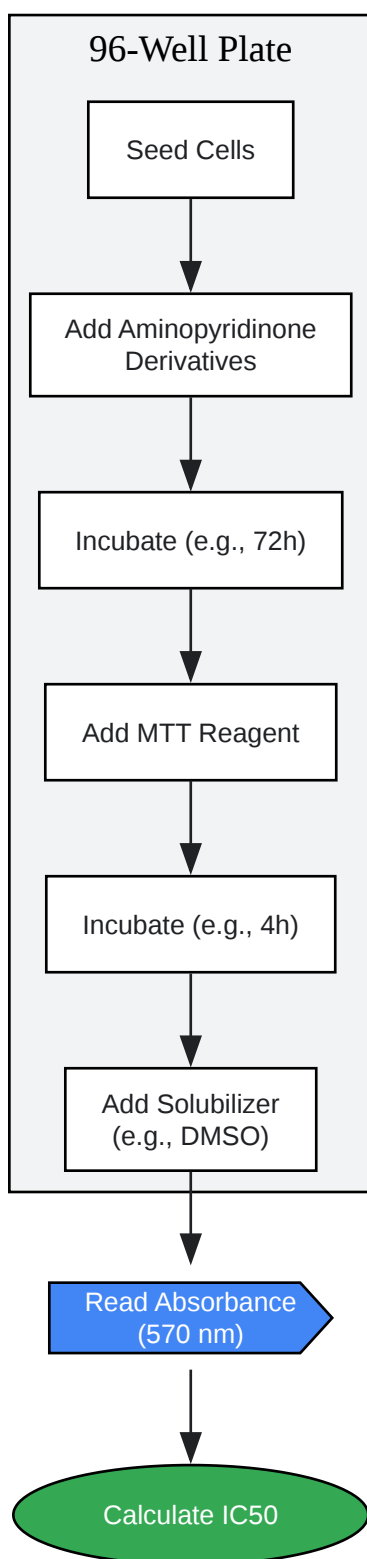 96-Well Plate
Seed Cells
Add Aminopyridinone
Derivatives
Incubate (e.g., 72h)
Add MTT Reagent
Incubate (e.g., 4h)
Add Solubilizer
(e.g., DMSO)
Read Absorbance
(570 nm)
Calculate IC50